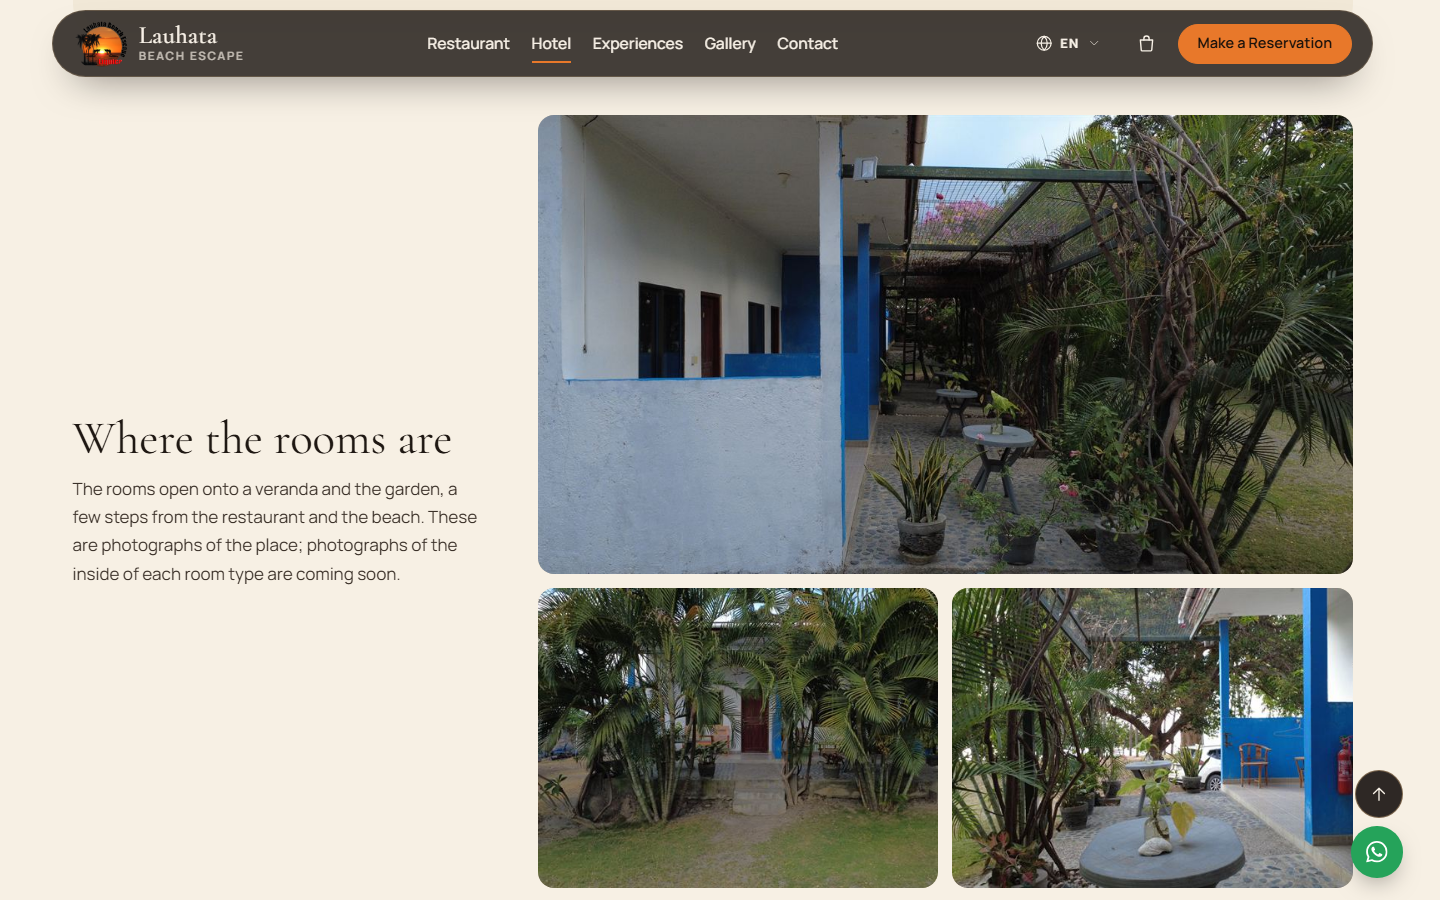 Lauhata
BEACH ESCAPE
Restaurant
Hotel
Experiences
Gallery
Contact
EN
Make a Reservation
Where the rooms are
The rooms open onto a veranda and the garden, a
few steps from the restaurant and the beach. These
are photographs of the place; photographs of the
inside of each room type are coming soon.